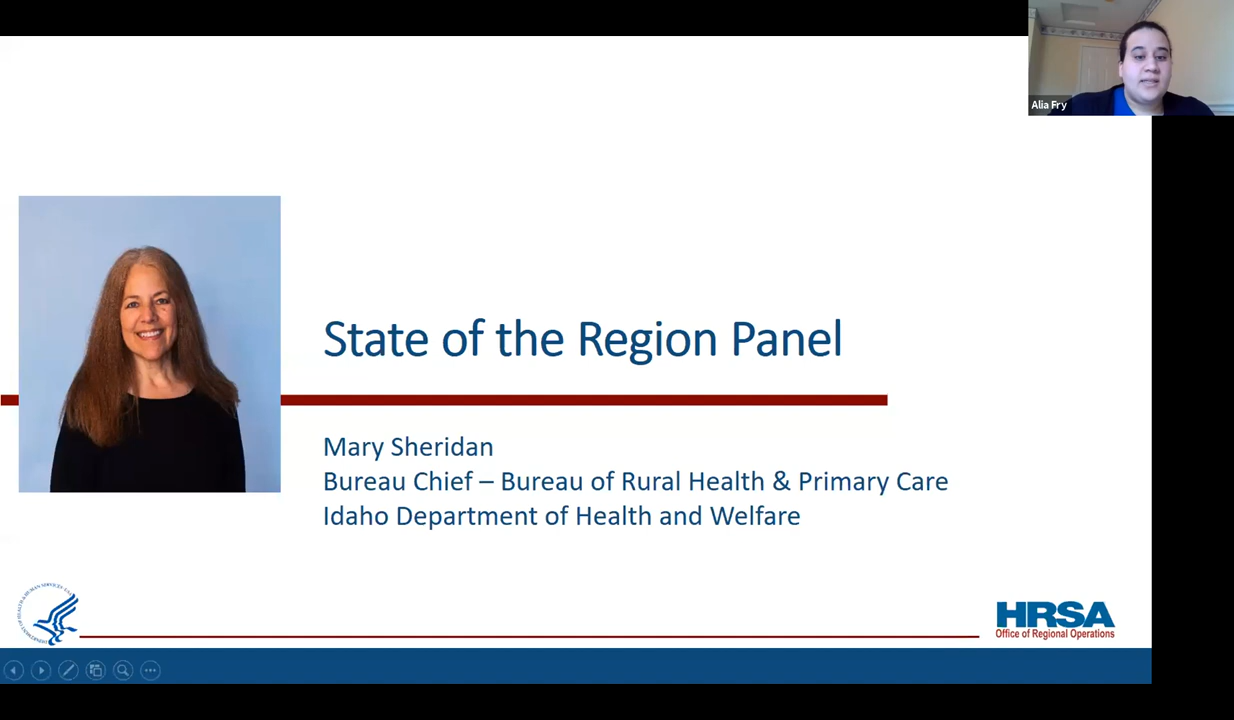 Alia Fry
State of the Region Panel
Mary Sheridan
Bureau Chief – Bureau of Rural Health & Primary Care
Idaho Department of Health and Welfare
HRSA
Office of Regional Operations